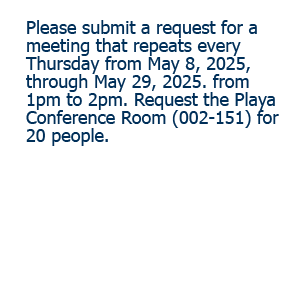 Please submit a request for a
meeting that repeats every
Thursday from May 8, 2025,
through May 29, 2025. from
1pm to 2pm. Request the Playa
Conference Room (002-151) for
20 people.